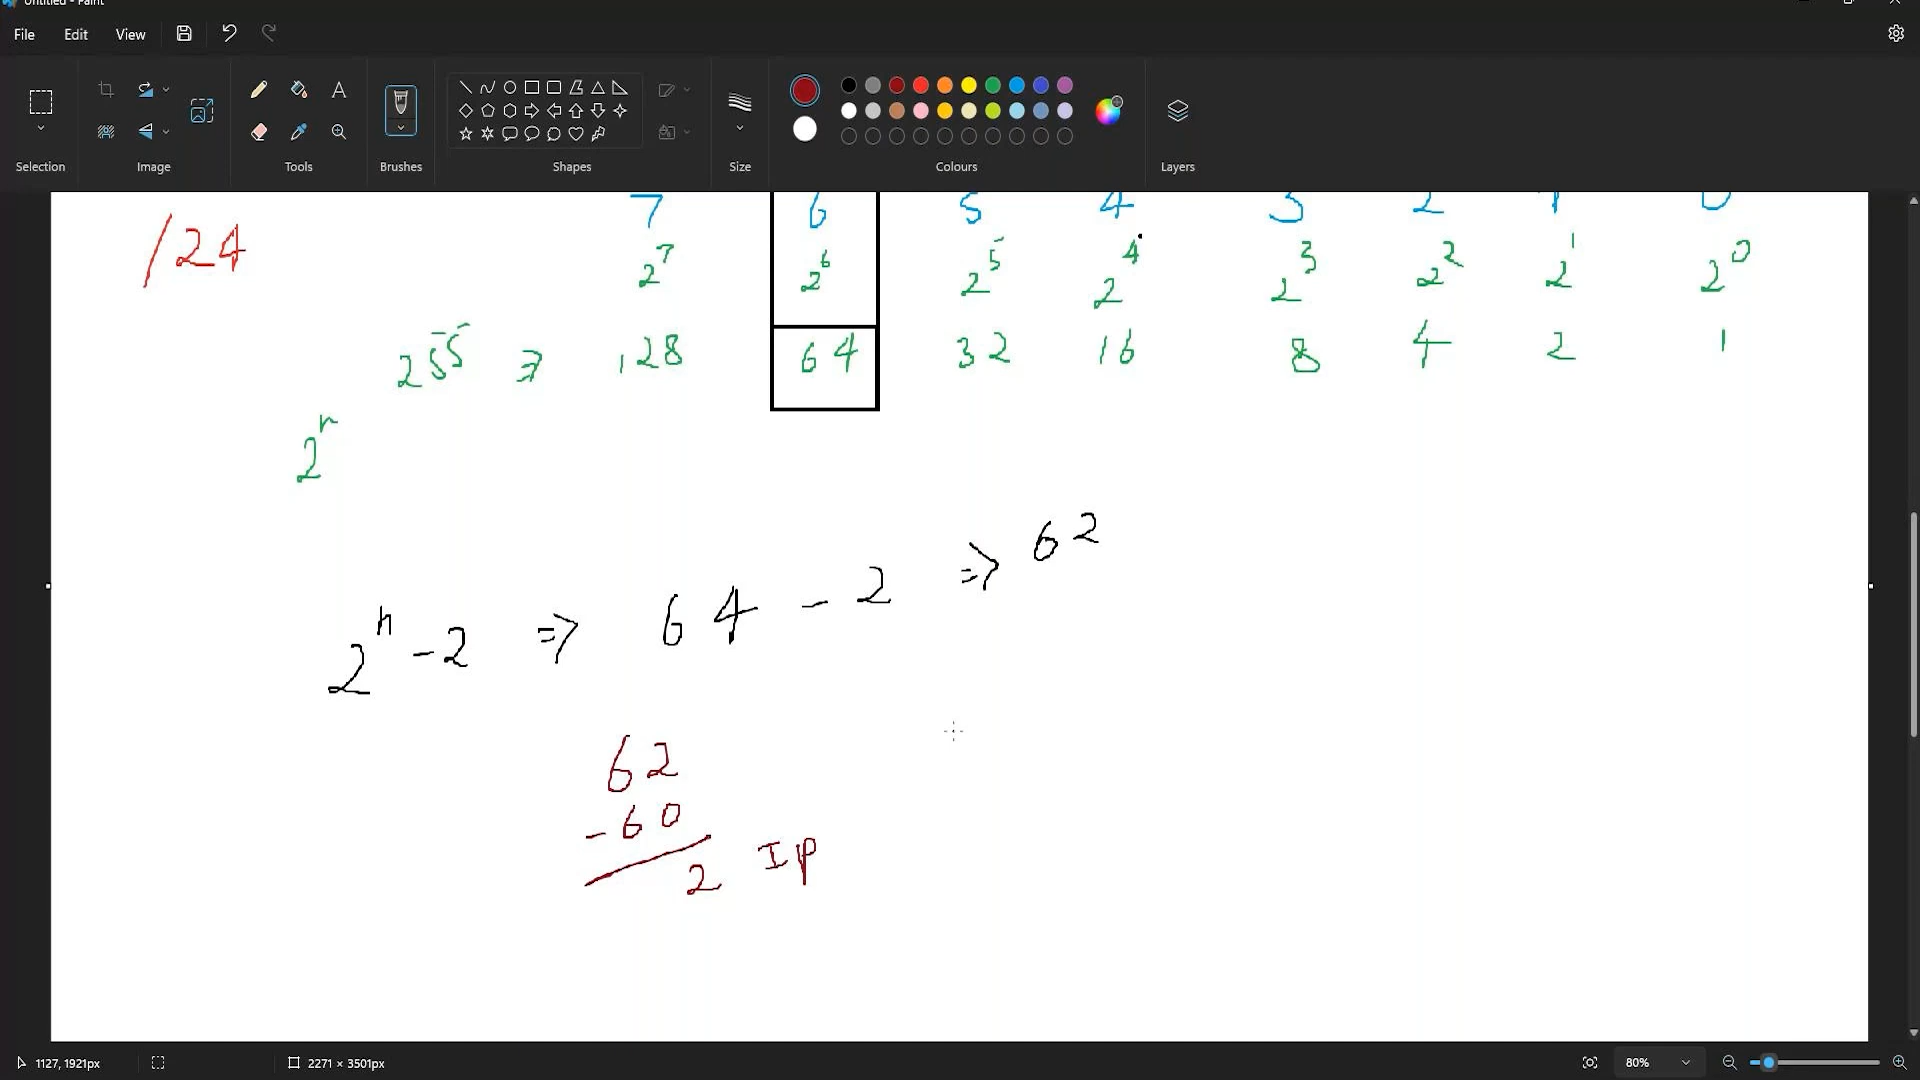 Untitled - Paint
File Edit View
Selection Image Tools Brushes Shapes Size Colours Layers
7 6 5 4 3 2 1 0
/24 2^7 2^6 2^5 2^4 2^3 2^2 2^1 2^0
255 => 128 64 32 16 8 4 2 1
2^n
2^n - 2 => 64 - 2 => 62
62
- 60
2 IP
1127, 1921px 2271 × 3501px 80%